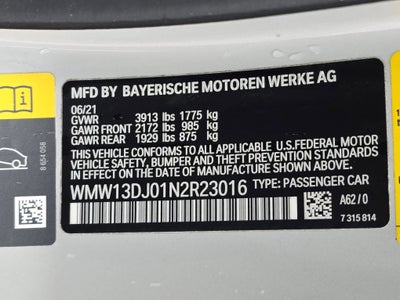 MFD BY BAYERISCHE MOTOREN WERKE AG
06/21
GVWR 3913 lbs 1775 kg
GAWR FRONT 2172 lbs 985 kg
GAWR REAR 1929 lbs 875 kg
THIS VEHICLE CONFORMS TO ALL APPLICABLE U.S.FEDERAL MOTOR
VEHICLE SAFETY, BUMPER AND THEFT PREVENTION STANDARDS IN
EFFECT ON THE DATE OF MANUFACTURE SHOWN ABOVE.
WMW13DJ01N2R23016 TYPE: PASSENGER CAR
A62/0
7 315 814
8 654 058